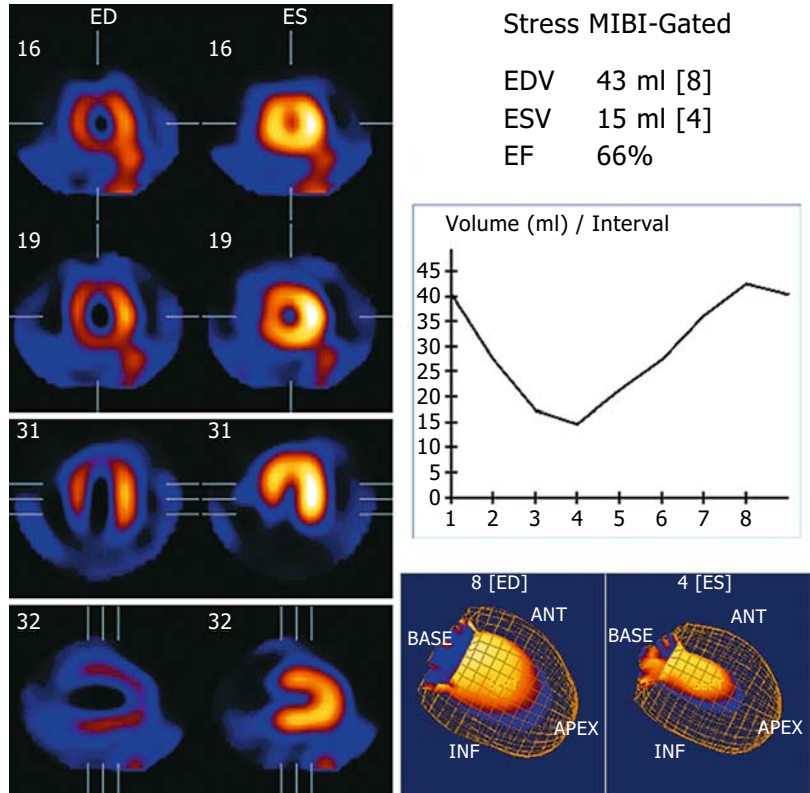 ED ES
16 16
19 19
31 31
32 32
Stress MIBI-Gated
EDV 43 ml [8]
ESV 15 ml [4]
EF 66%
Volume (ml) / Interval
45
40
35
30
25
20
15
10
5
0
1 2 3 4 5 6 7 8
8 [ED] 4 [ES]
ANT ANT
BASE BASE
APEX APEX
INF INF